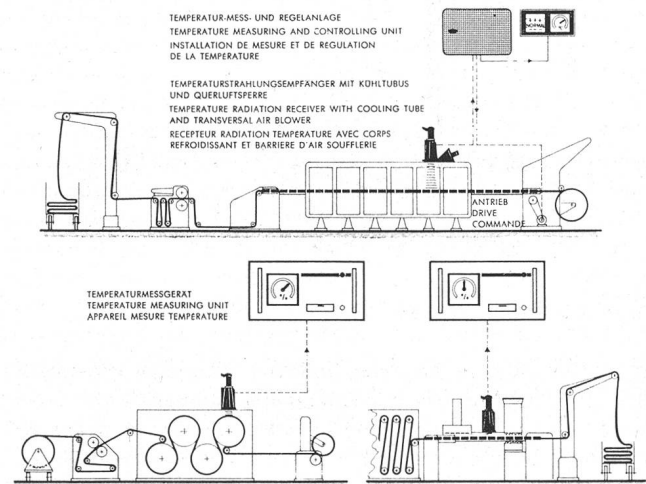 TEMPERATUR-MESS- UND REGELANLAGE
TEMPERATURE MEASURING AND CONTROLLING UNIT
INSTALLATION DE MESURE ET DE REGULATION
DE LA TEMPERATURE
NORMAL
TEMPERATURSTRAHLUNGSEMPFÄNGER MIT KÜHLTUBUS
UND QUERLUFTSPERRE
TEMPERATURE RADIATION RECEIVER WITH COOLING TUBE
AND TRANSVERSAL AIR BLOWER
RECEPTEUR RADIATION TEMPERATURE AVEC CORPS
REFROIDISSANT ET BARRIERE D'AIR SOUFFLERIE
ANTRIEB
DRIVE
COMMANDE
TEMPERATURMESSGERÄT
TEMPERATURE MEASURING UNIT
APPAREIL MESURE TEMPERATURE